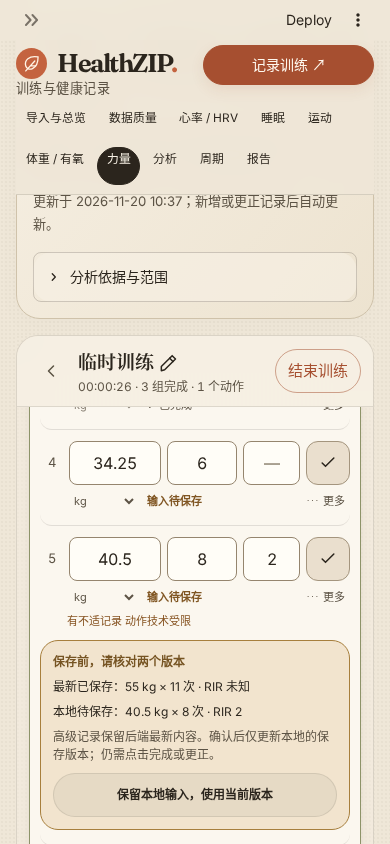 Deploy
HealthZIP.
记录训练 ↗
训练与健康记录
导入与总览 数据质量 心率 / HRV 睡眠 运动
体重 / 有氧 力量 分析 周期 报告
更新于 2026-11-20 10:37；新增或更正记录后自动更
新。
分析依据与范围
临时训练
结束训练
00:00:26 · 3 组完成 · 1 个动作
kg 更多
4 34.25 6 —
kg 输入待保存 ··· 更多
5 40.5 8 2
kg 输入待保存 ··· 更多
有不适记录 动作技术受限
保存前，请核对两个版本
最新已保存：55 kg × 11 次 · RIR 未知
本地待保存：40.5 kg × 8 次 · RIR 2
高级记录保留后端最新内容。确认后仅更新本地的保
存版本；仍需点击完成或更正。
保留本地输入，使用当前版本